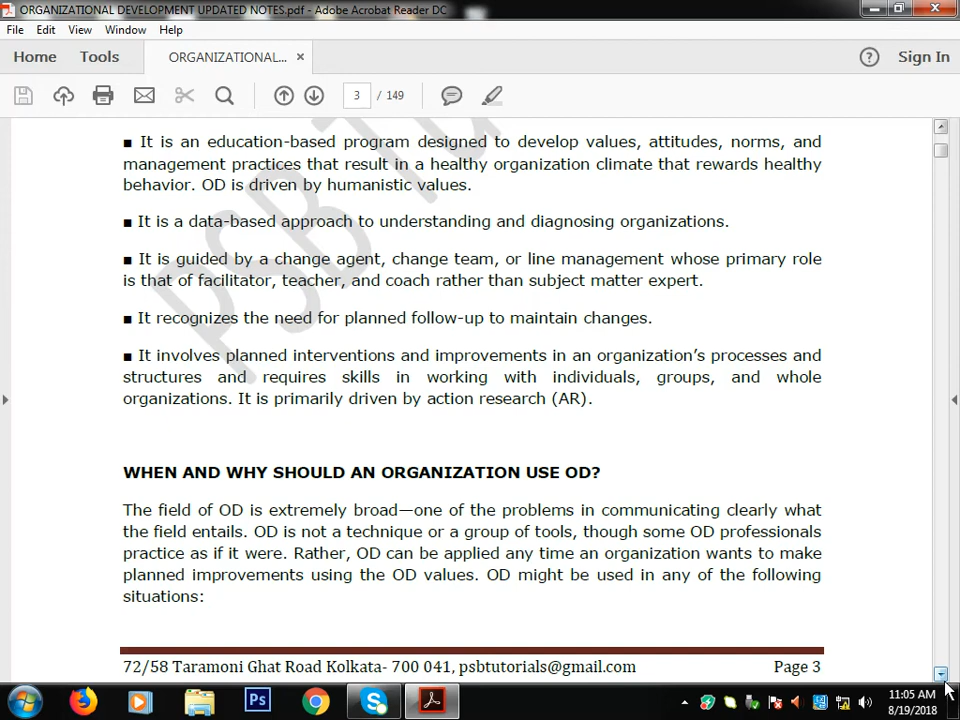 ORGANIZATIONAL DEVELOPMENT UPDATED NOTES.pdf - Adobe Acrobat Reader DC
File Edit View Window Help
Home Tools ORGANIZATIONAL... × Sign In
3 / 149
■ It is an education-based program designed to develop values, attitudes, norms, and
management practices that result in a healthy organization climate that rewards healthy
behavior. OD is driven by humanistic values.
■ It is a data-based approach to understanding and diagnosing organizations.
■ It is guided by a change agent, change team, or line management whose primary role
is that of facilitator, teacher, and coach rather than subject matter expert.
■ It recognizes the need for planned follow-up to maintain changes.
■ It involves planned interventions and improvements in an organization's processes and
structures and requires skills in working with individuals, groups, and whole
organizations. It is primarily driven by action research (AR).
WHEN AND WHY SHOULD AN ORGANIZATION USE OD?
The field of OD is extremely broad—one of the problems in communicating clearly what
the field entails. OD is not a technique or a group of tools, though some OD professionals
practice as if it were. Rather, OD can be applied any time an organization wants to make
planned improvements using the OD values. OD might be used in any of the following
situations:
72/58 Taramoni Ghat Road Kolkata- 700 041, psbtutorials@gmail.com Page 3
Ps
11:05 AM
8/19/2018